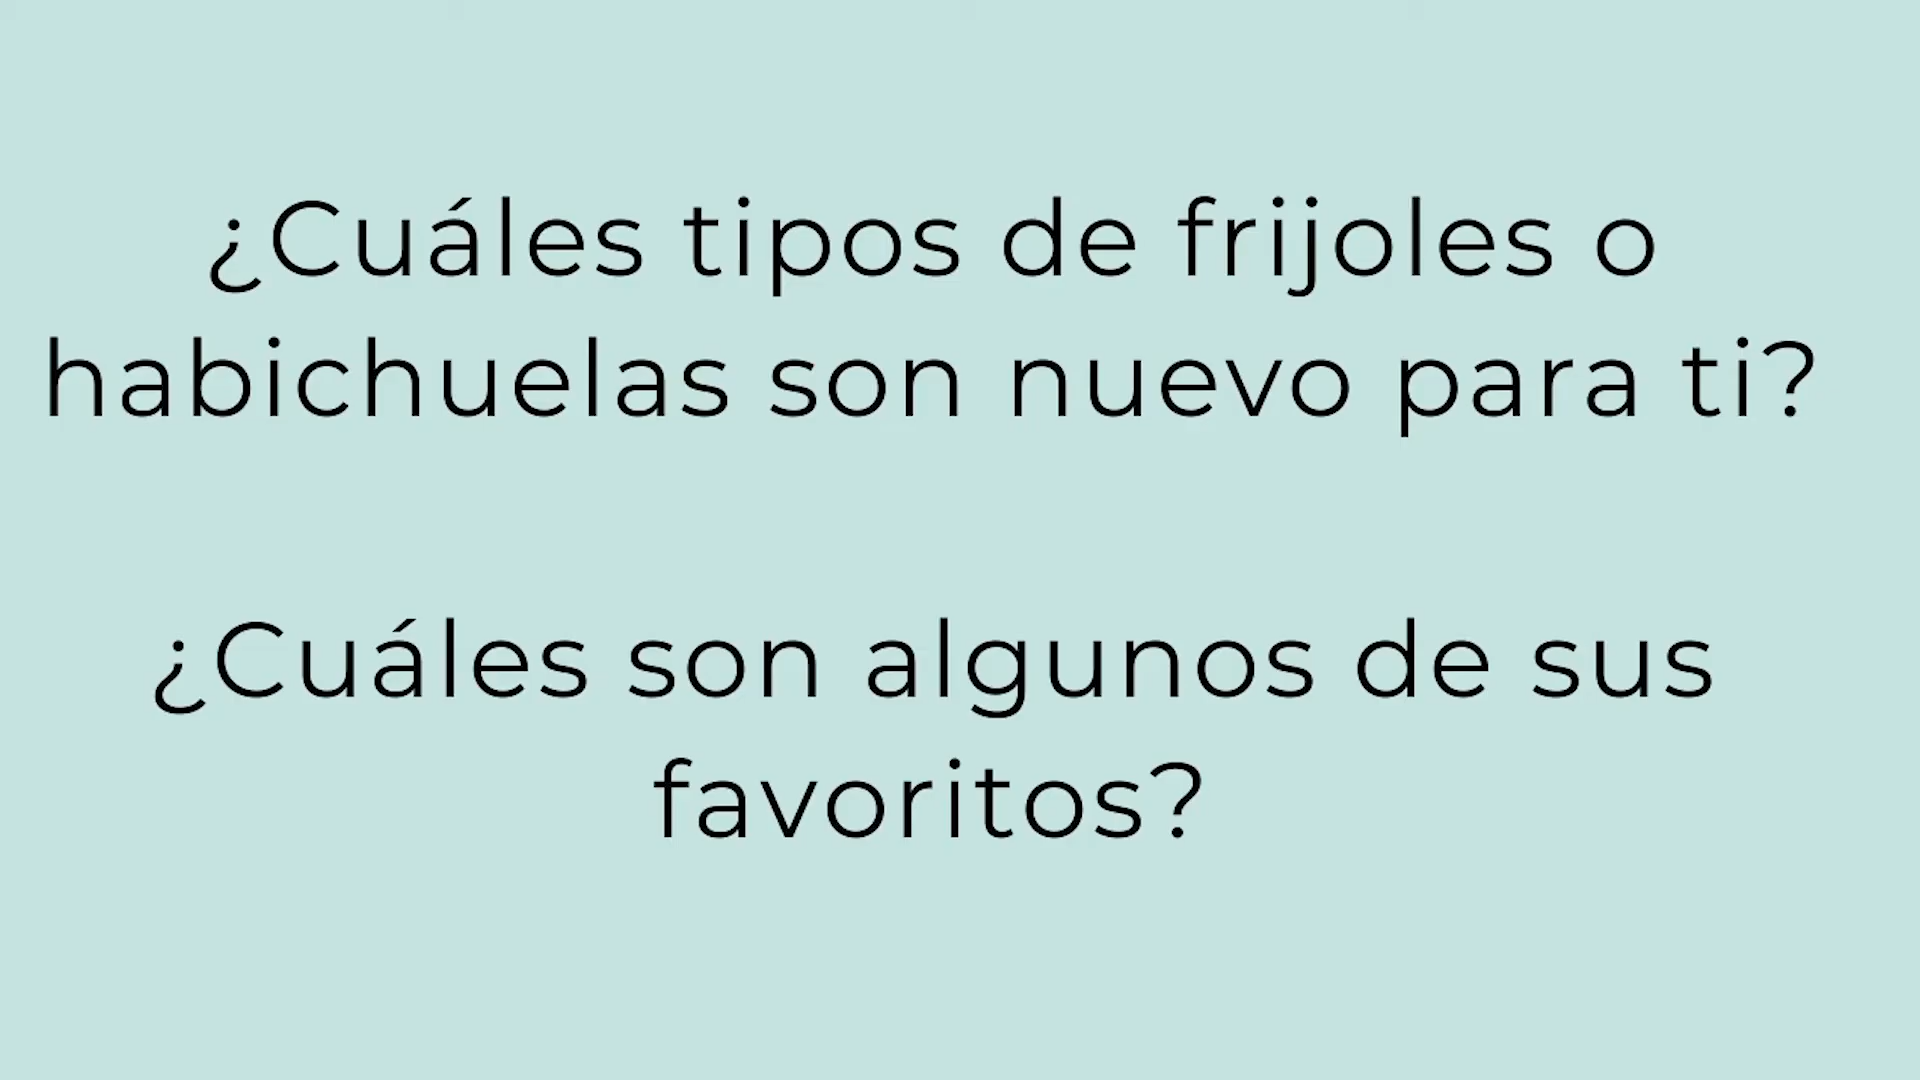 ¿Cuáles tipos de frijoles o
habichuelas son nuevo para ti?
¿Cuáles son algunos de sus
favoritos?